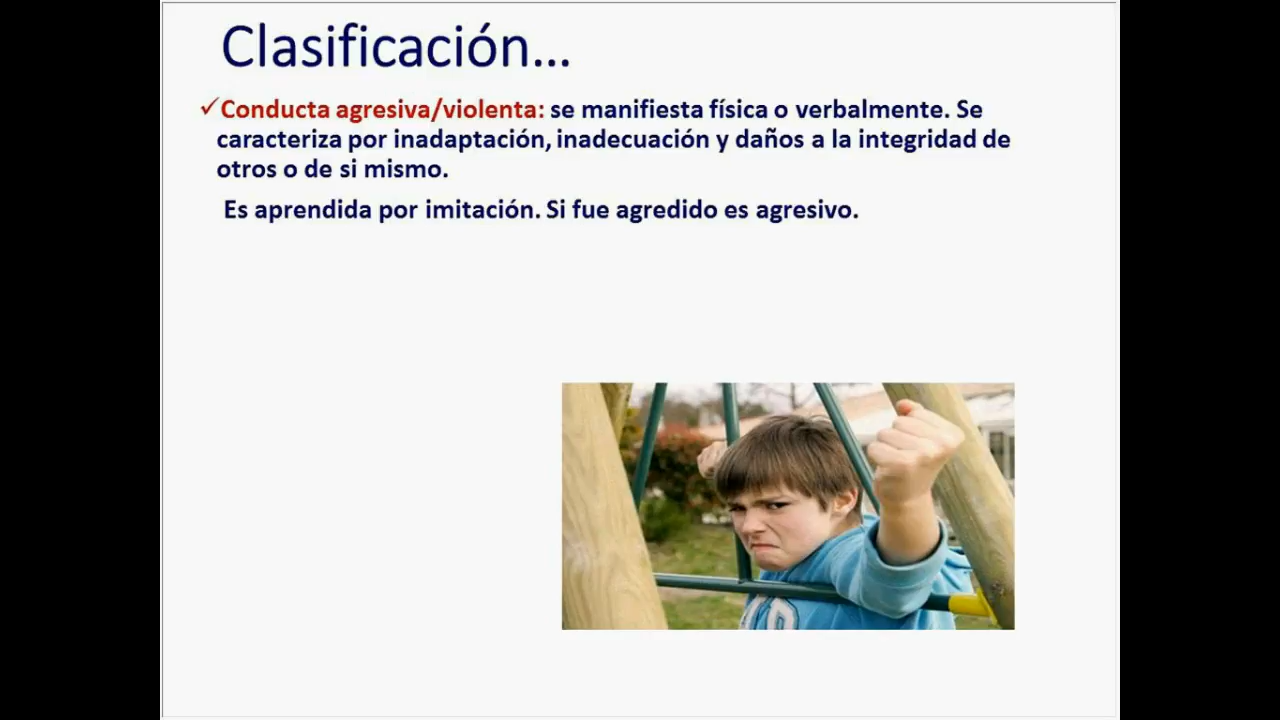 Clasificación...
✓Conducta agresiva/violenta: se manifiesta física o verbalmente. Se
caracteriza por inadaptación, inadecuación y daños a la integridad de
otros o de si mismo.
Es aprendida por imitación. Si fue agredido es agresivo.